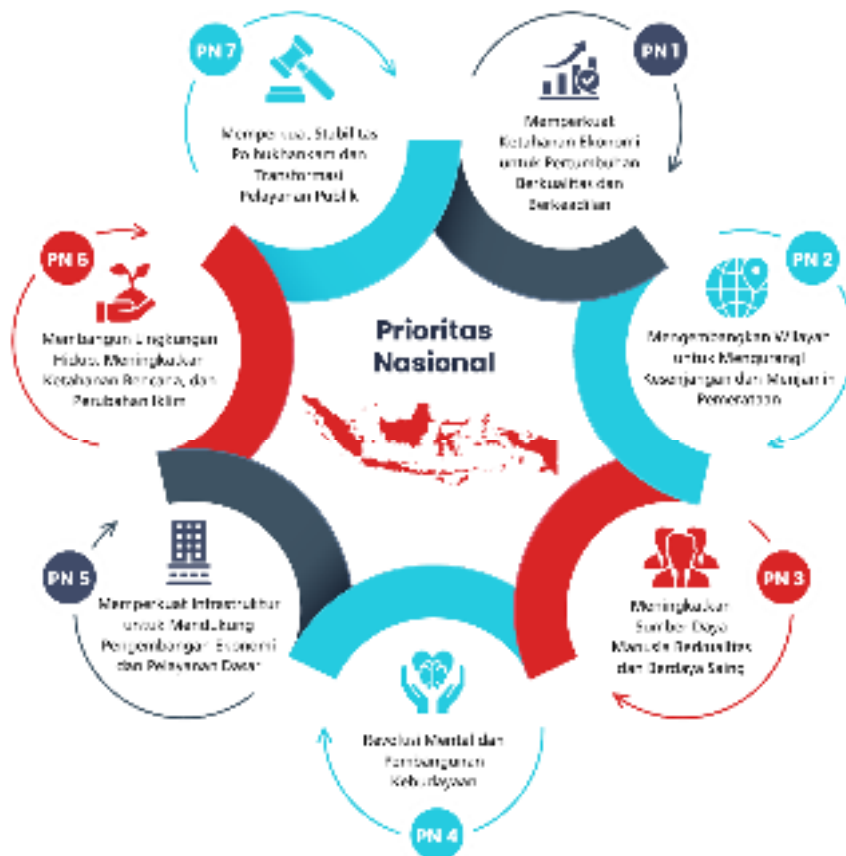 Prioritas
Nasional
PN 1
Memperkuat
Ketahanan Ekonomi
untuk Pertumbuhan
Berkualitas dan
Berkeadilan
PN 2
Mengembangkan Wilayah
untuk Mengurangi
Kesenjangan dan Menjamin
Pemerataan
PN 3
Meningkatkan
Sumber Daya
Manusia Berkualitas
dan Berdaya Saing
PN 4
Revolusi Mental dan
Pembangunan
Kebudayaan
PN 5
Memperkuat Infrastruktur
untuk Mendukung
Pengembangan Ekonomi
dan Pelayanan Dasar
PN 6
Membangun Lingkungan
Hidup, Meningkatkan
Ketahanan Bencana, dan
Perubahan Iklim
PN 7
Memperkuat Stabilitas
Polhukhankam dan
Transformasi
Pelayanan Publik